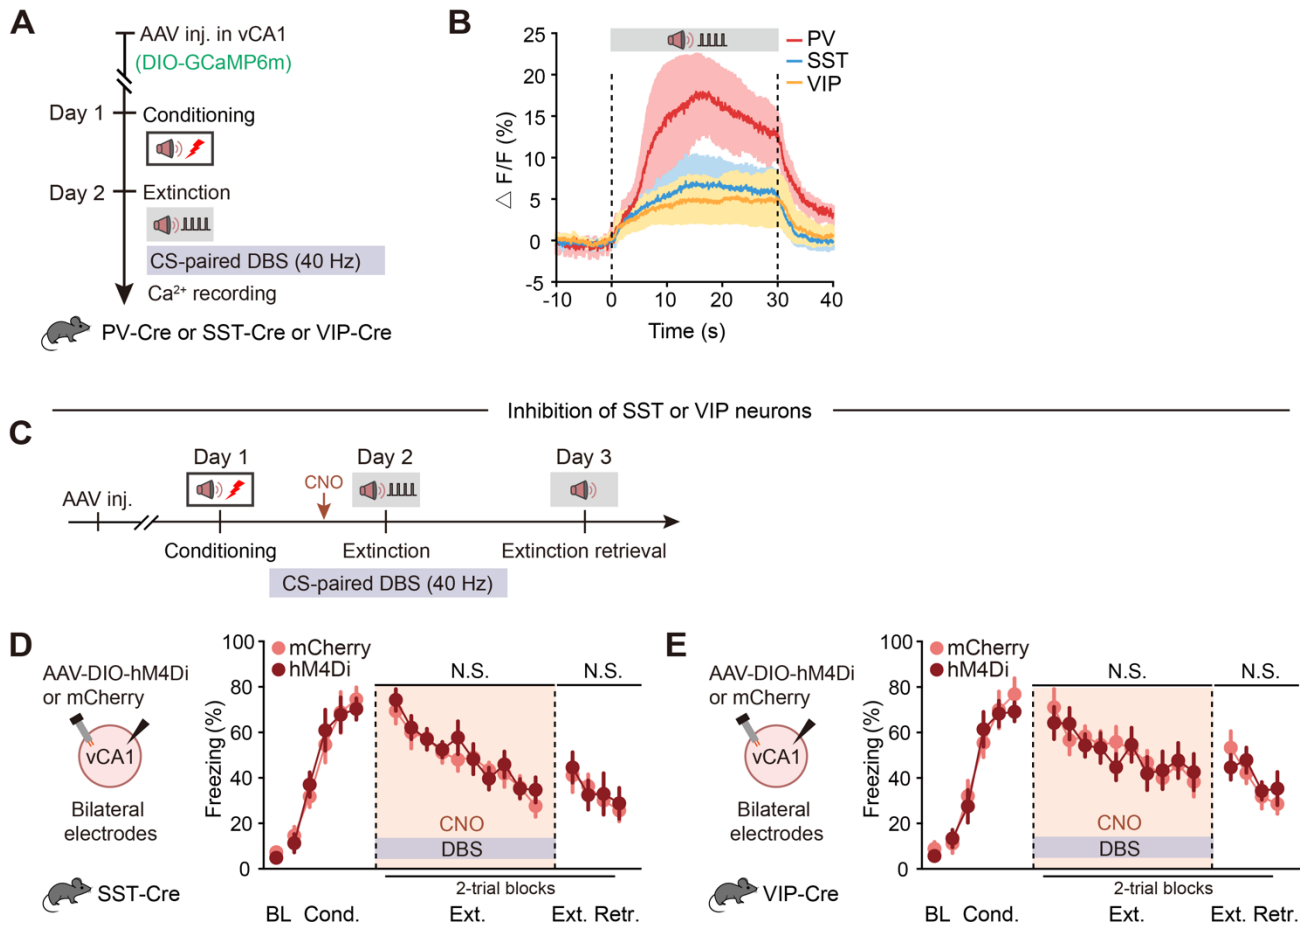 A
AAV inj. in vCA1
(DIO-GCaMP6m)
Day 1
Conditioning
Day 2
Extinction
CS-paired DBS (40 Hz)
Ca²⁺ recording
PV-Cre or SST-Cre or VIP-Cre
B
25
20
15
10
5
0
-5
△ F/F (%)
-10
0
10
20
30
40
Time (s)
PV
SST
VIP
Inhibition of SST or VIP neurons
C
Day 1
Day 2
Day 3
CNO
AAV inj.
Conditioning
Extinction
Extinction retrieval
CS-paired DBS (40 Hz)
D
AAV-DIO-hM4Di
or mCherry
vCA1
Bilateral
electrodes
SST-Cre
100
80
60
40
20
0
Freezing (%)
mCherry
hM4Di
N.S.
N.S.
CNO
DBS
2-trial blocks
BL
Cond.
Ext.
Ext. Retr.
E
AAV-DIO-hM4Di
or mCherry
vCA1
Bilateral
electrodes
VIP-Cre
100
80
60
40
20
0
Freezing (%)
mCherry
hM4Di
N.S.
N.S.
CNO
DBS
2-trial blocks
BL
Cond.
Ext.
Ext. Retr.